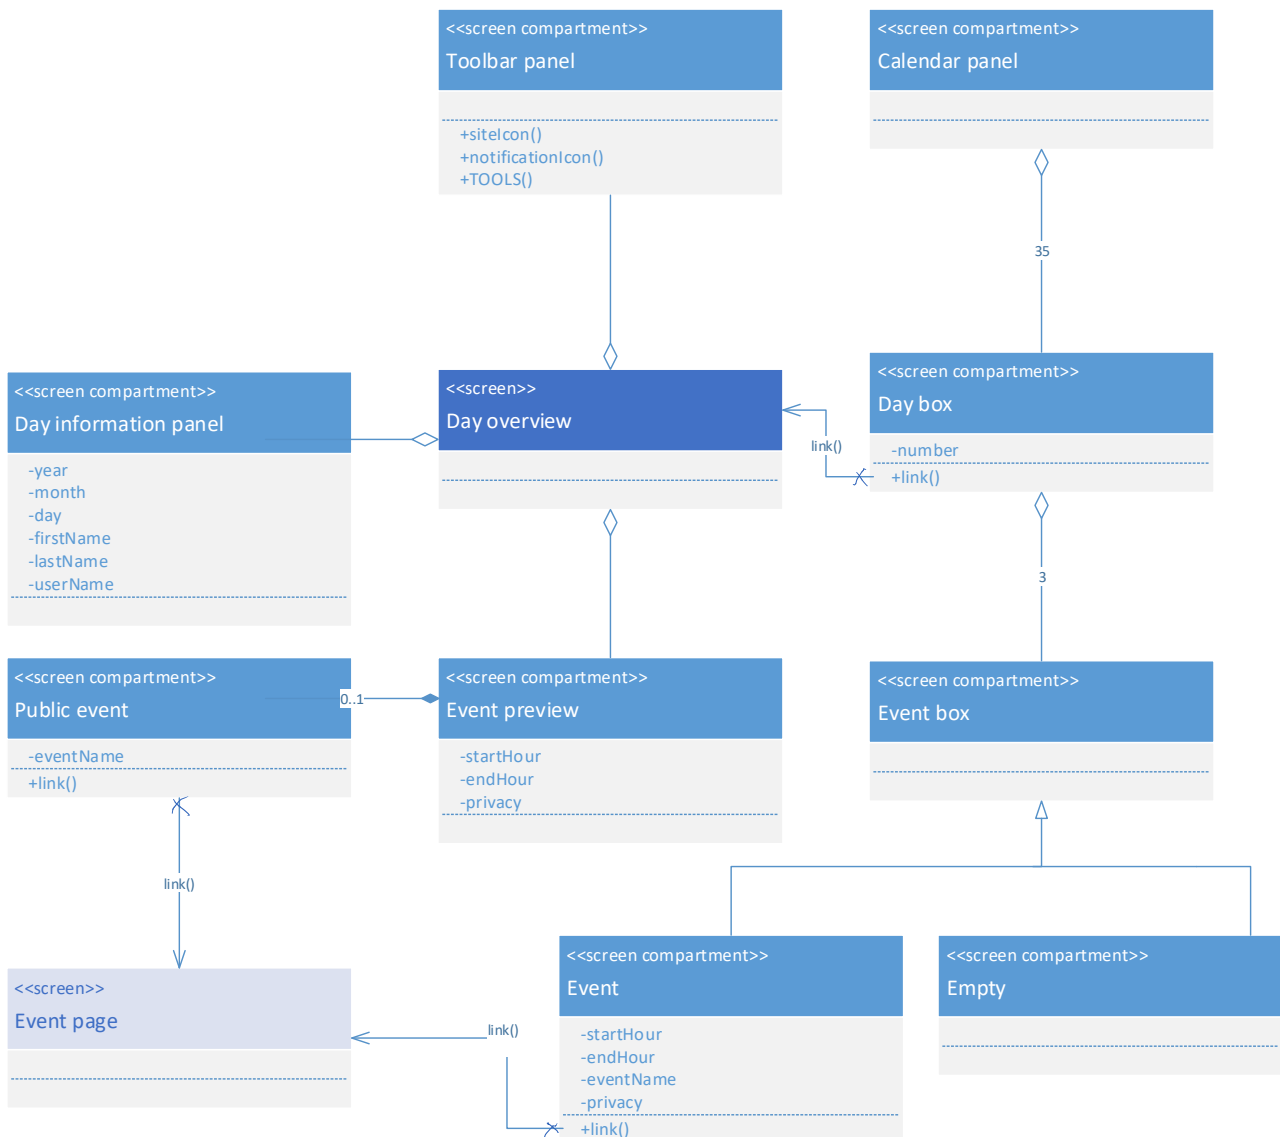 <<screen compartment>>
Toolbar panel
+siteIcon()
+notificationIcon()
+TOOLS()
<<screen compartment>>
Calendar panel
35
<<screen compartment>>
Day information panel
-year
-month
-day
-firstName
-lastName
-userName
<<screen>>
Day overview
link()
<<screen compartment>>
Day box
-number
+link()
3
<<screen compartment>>
Public event
-eventName
+link()
0..1
<<screen compartment>>
Event preview
-startHour
-endHour
-privacy
<<screen compartment>>
Event box
link()
<<screen>>
Event page
link()
<<screen compartment>>
Event
-startHour
-endHour
-eventName
-privacy
+link()
<<screen compartment>>
Empty